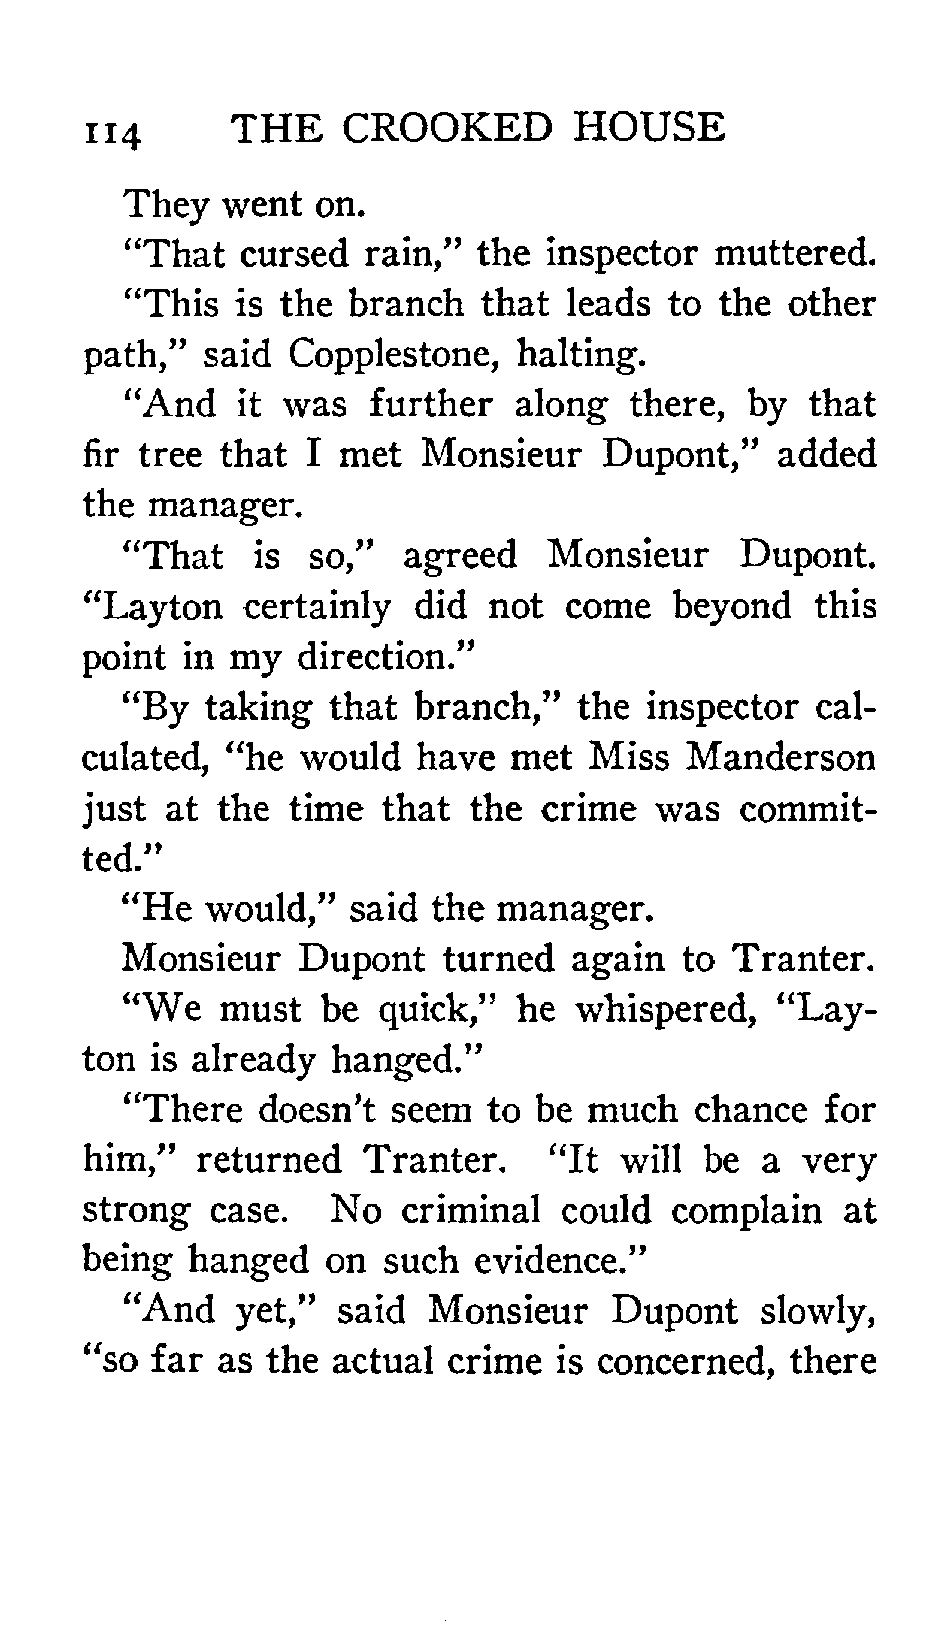 114 THE CROOKED HOUSE
They went on.
"That cursed rain," the inspector muttered.
"This is the branch that leads to the other
path," said Copplestone, halting.
"And it was further along there, by that
fir tree that I met Monsieur Dupont," added
the manager.
"That is so," agreed Monsieur Dupont.
"Layton certainly did not come beyond this
point in my direction."
"By taking that branch," the inspector cal-
culated, "he would have met Miss Manderson
just at the time that the crime was commit-
ted."
"He would," said the manager.
Monsieur Dupont turned again to Tranter.
"We must be quick," he whispered, "Lay-
ton is already hanged."
"There doesn't seem to be much chance for
him," returned Tranter. "It will be a very
strong case. No criminal could complain at
being hanged on such evidence."
"And yet," said Monsieur Dupont slowly,
"so far as the actual crime is concerned, there